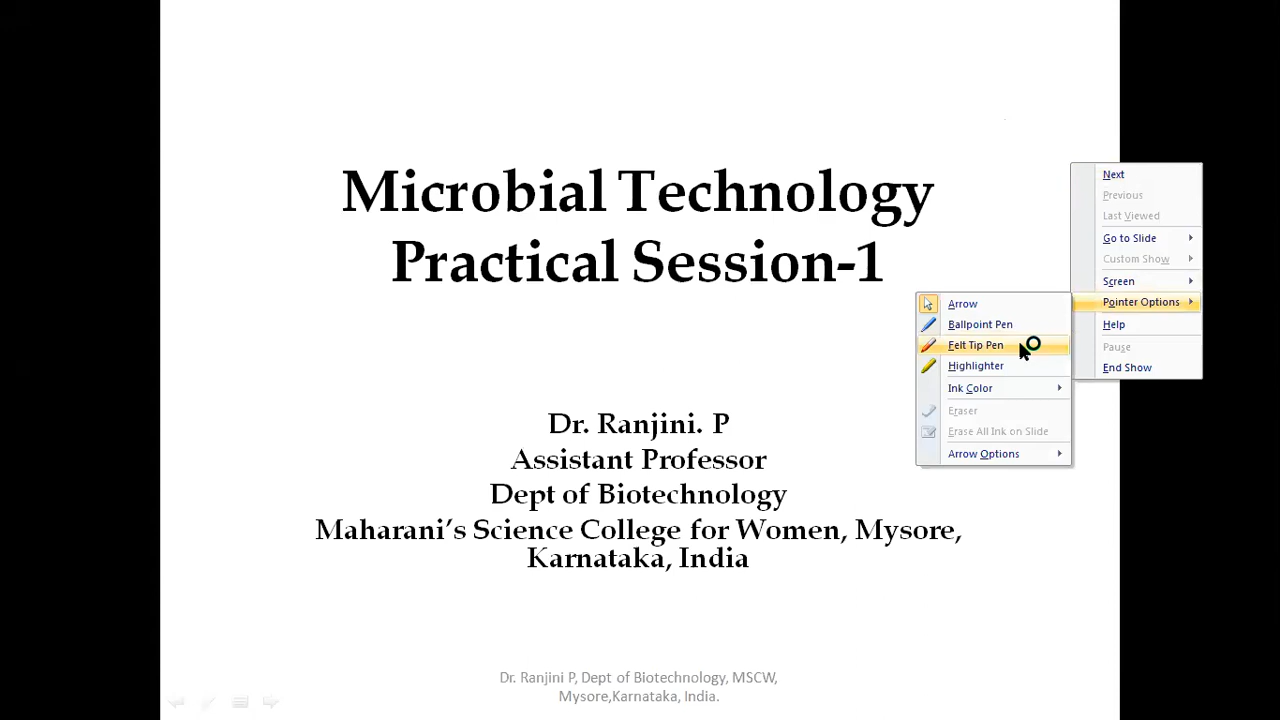 Microbial Technology
Practical Session-1
Dr. Ranjini. P
Assistant Professor
Dept of Biotechnology
Maharani’s Science College for Women, Mysore,
Karnataka, India
Dr. Ranjini P, Dept of Biotechnology, MSCW,
Mysore,Karnataka, India.
Next
Previous
Last Viewed
Go to Slide
Custom Show
Screen
Pointer Options
Help
Pause
End Show
Arrow
Ballpoint Pen
Felt Tip Pen
Highlighter
Ink Color
Eraser
Erase All Ink on Slide
Arrow Options